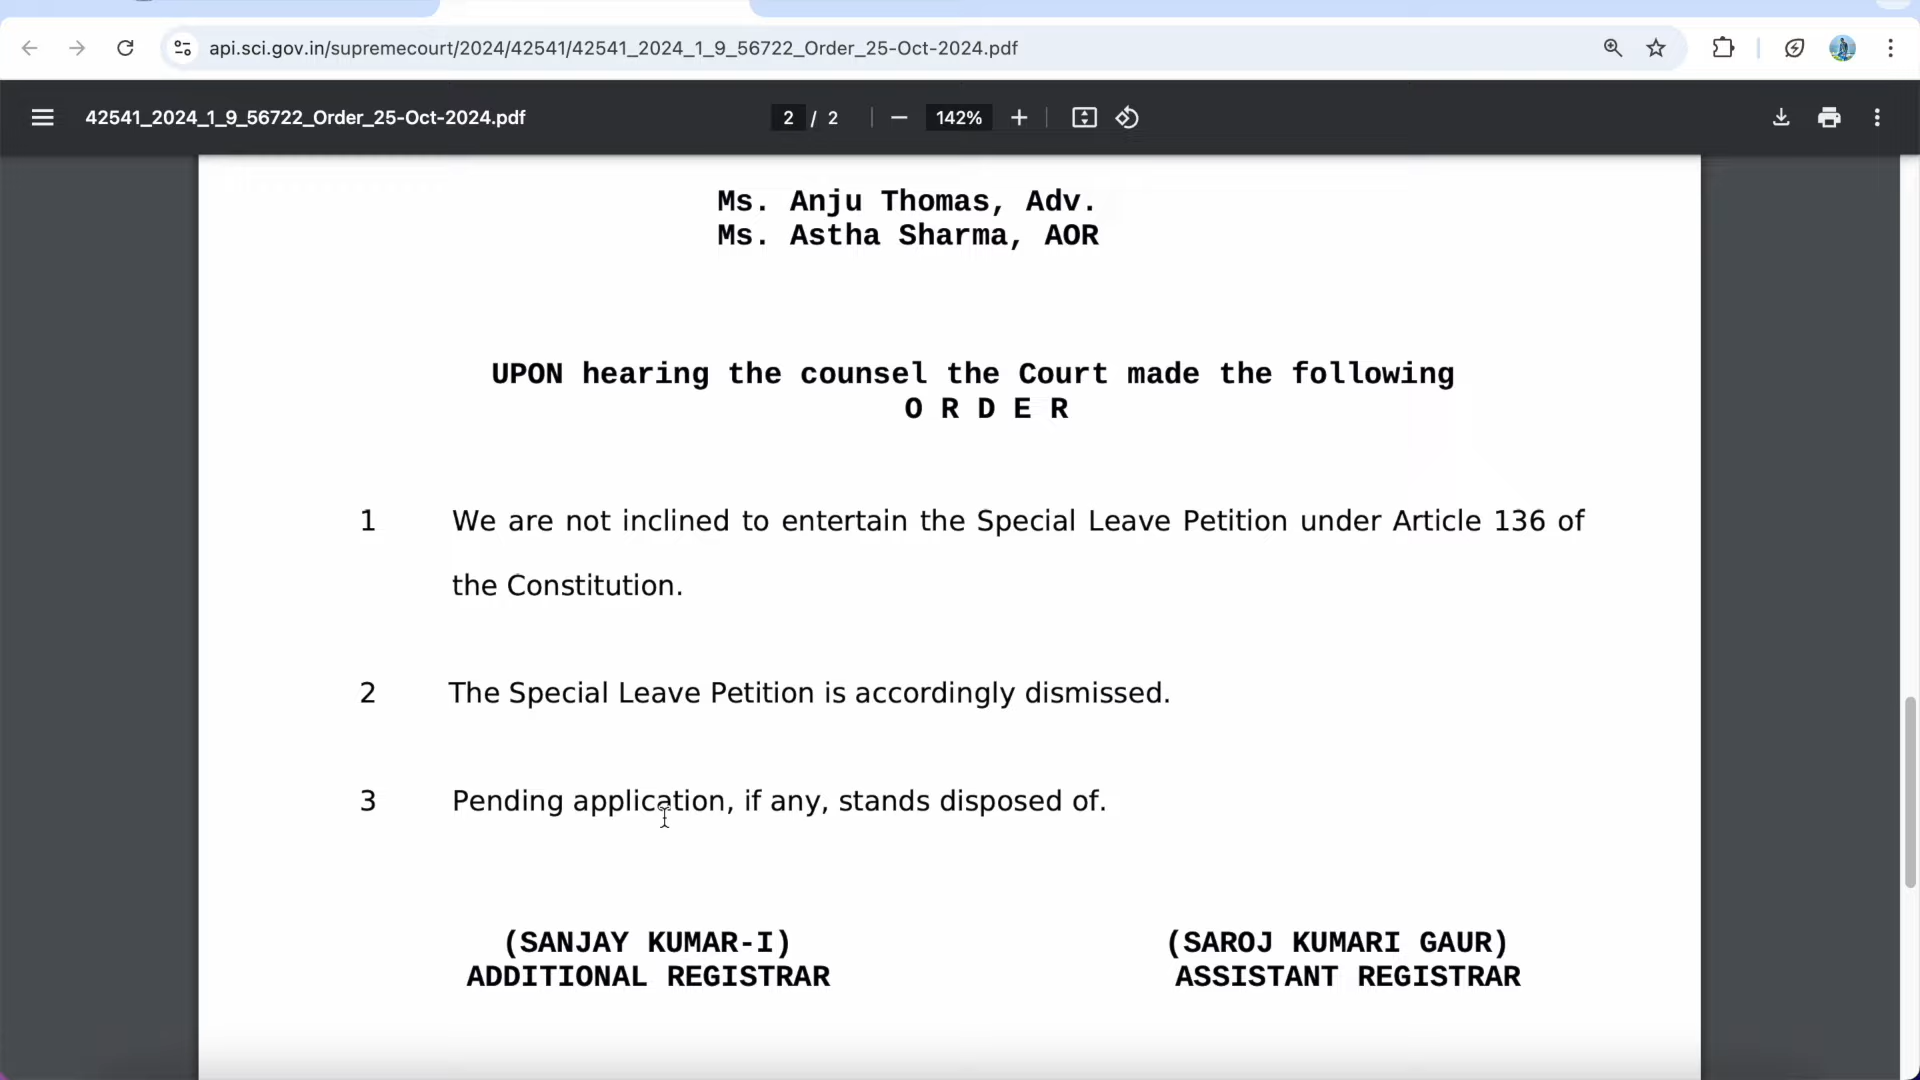 api.sci.gov.in/supremecourt/2024/42541/42541_2024_1_9_56722_Order_25-Oct-2024.pdf
42541_2024_1_9_56722_Order_25-Oct-2024.pdf
2 / 2
142%
Ms. Anju Thomas, Adv.
Ms. Astha Sharma, AOR
UPON hearing the counsel the Court made the following
O R D E R
1 We are not inclined to entertain the Special Leave Petition under Article 136 of
the Constitution.
2 The Special Leave Petition is accordingly dismissed.
3 Pending application, if any, stands disposed of.
(SANJAY KUMAR-I) (SAROJ KUMARI GAUR)
ADDITIONAL REGISTRAR ASSISTANT REGISTRAR